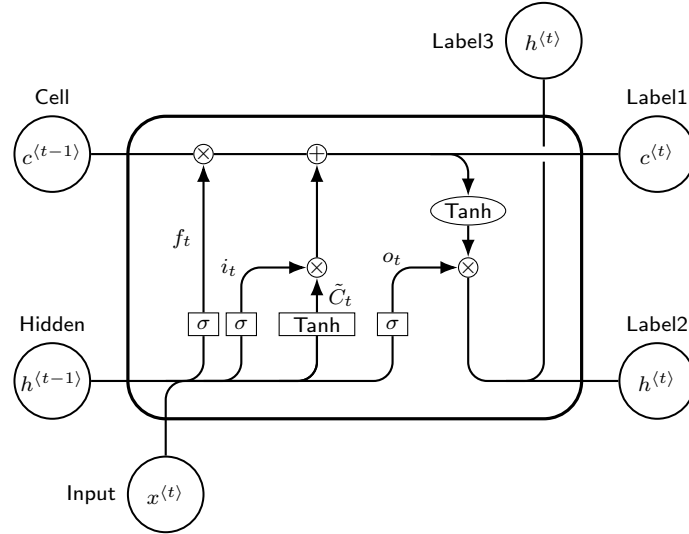 Label3
h⟨t⟩
Cell
Label1
c⟨t−1⟩
×
+
c⟨t⟩
Tanh
f_t
i_t
×
o_t
×
C̃_t
Hidden
σ
σ
Tanh
σ
Label2
h⟨t−1⟩
h⟨t⟩
Input
x⟨t⟩